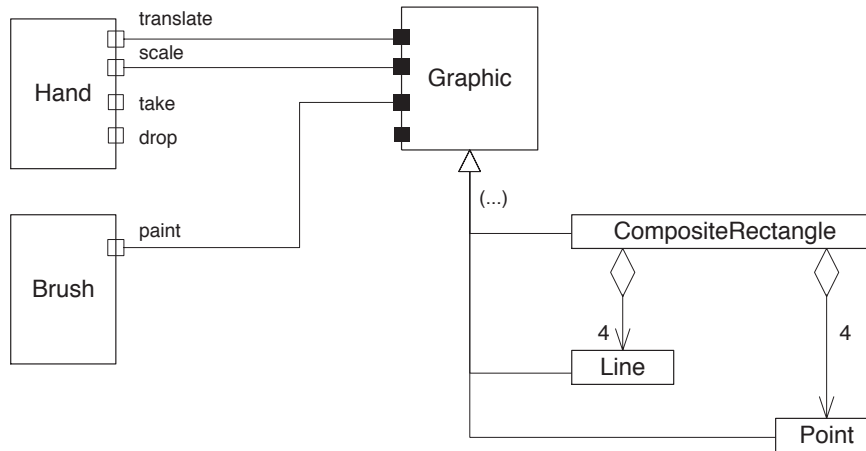 translate
scale
Hand
Graphic
take
drop
(...)
paint
CompositeRectangle
Brush
4
4
Line
Point